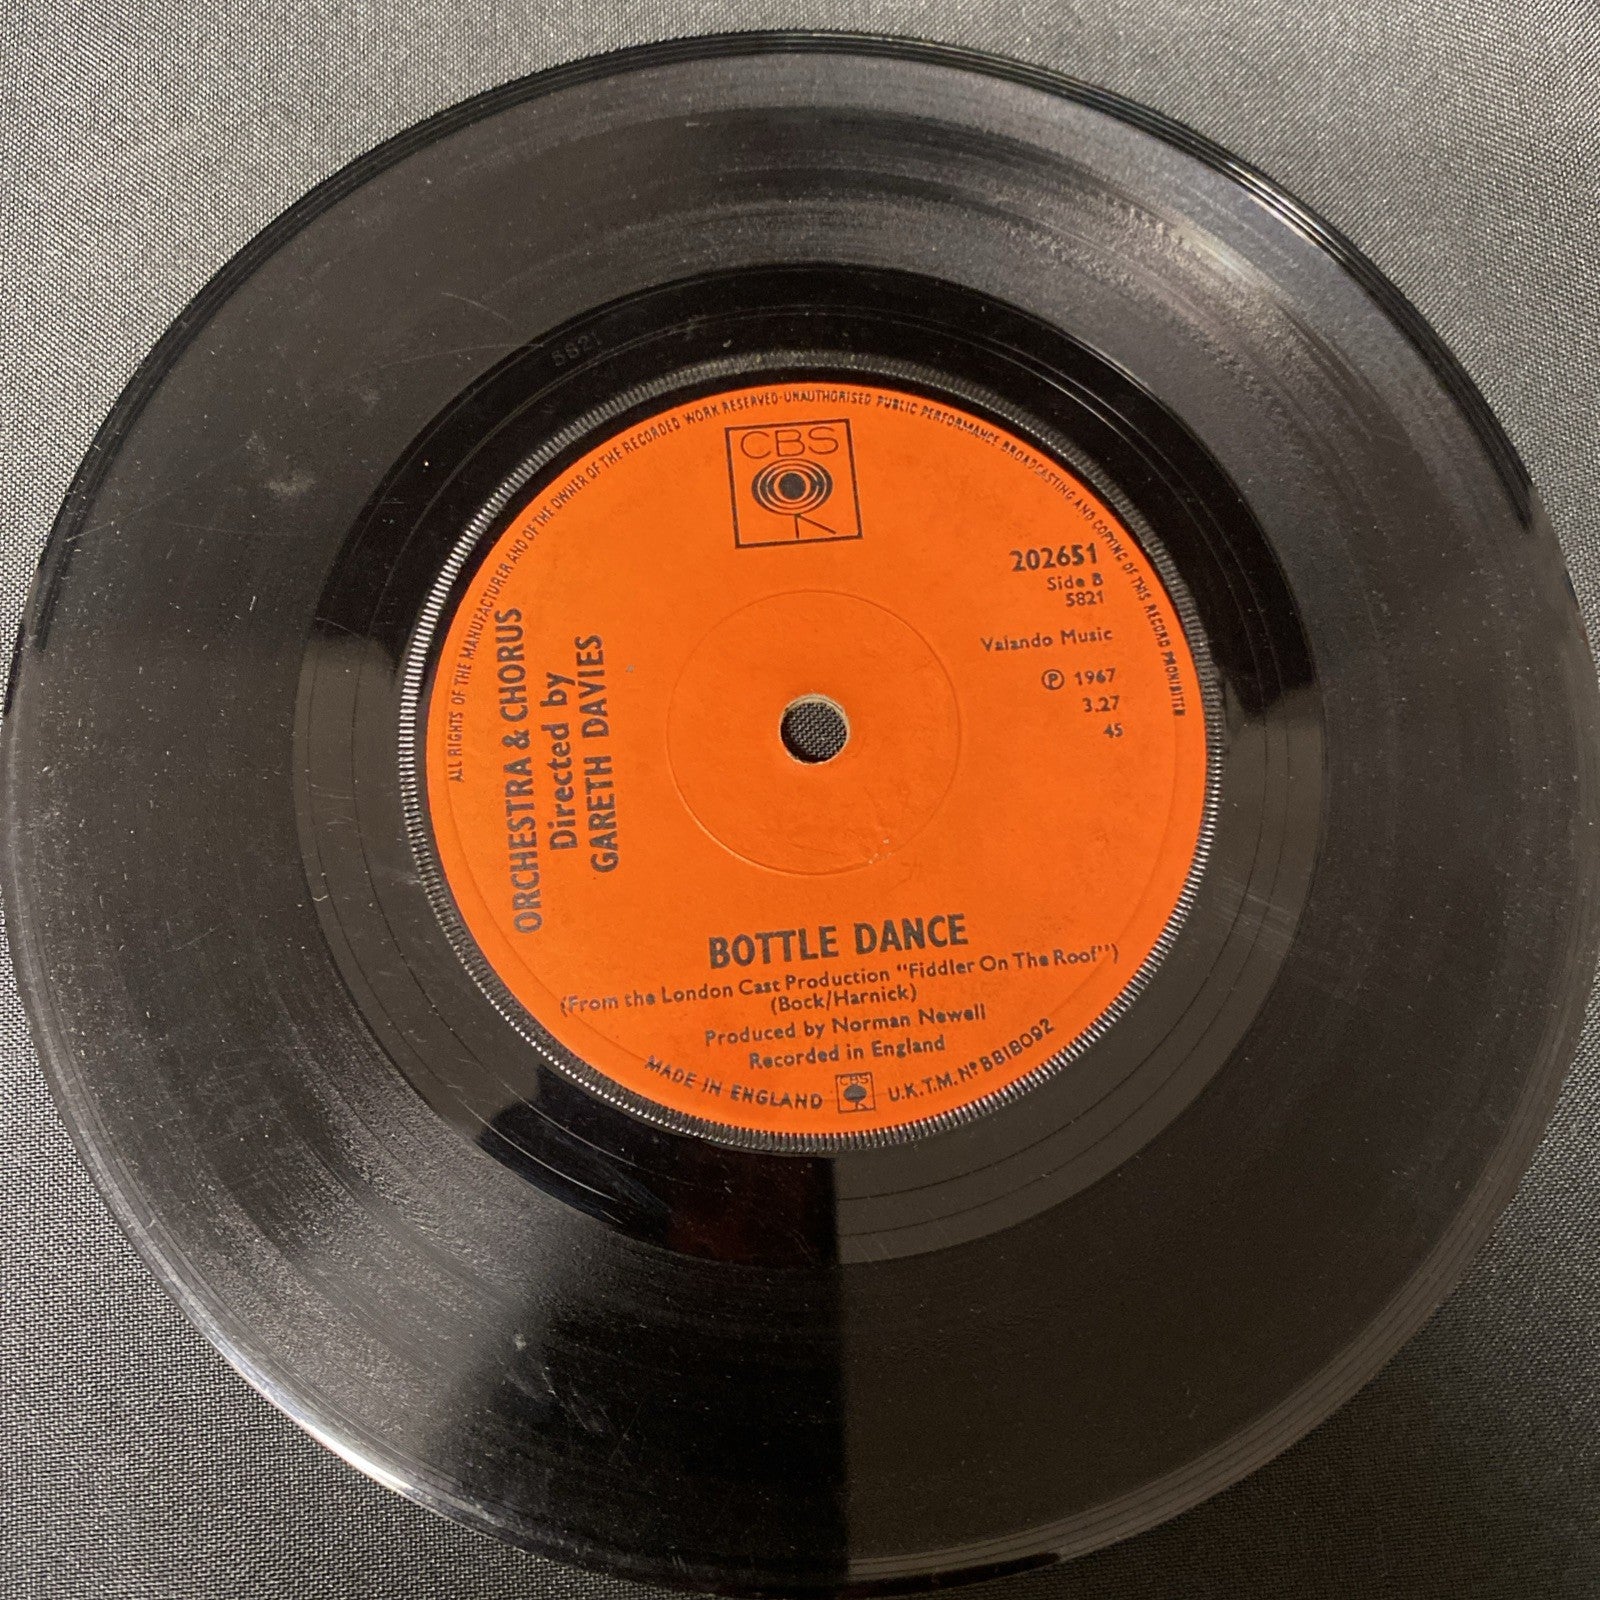 5821
ALL RIGHTS OF THE MANUFACTURER AND OF THE OWNER OF THE RECORDED WORK RESERVED-UNAUTHORISED PUBLIC PERFORMANCE BROADCASTING AND COPYING OF THIS RECORD PROHIBITED
CBS
202651
Side B
5821
Valando Music
Ⓟ 1967
3.27
45
ORCHESTRA & CHORUS
Directed by
GARETH DAVIES
BOTTLE DANCE
(From the London Cast Production "Fiddler On The Roof")
(Bock/Harnick)
Produced by Norman Newell
Recorded in England
MADE IN ENGLAND CBS U.K.T.M. Nº BB18092